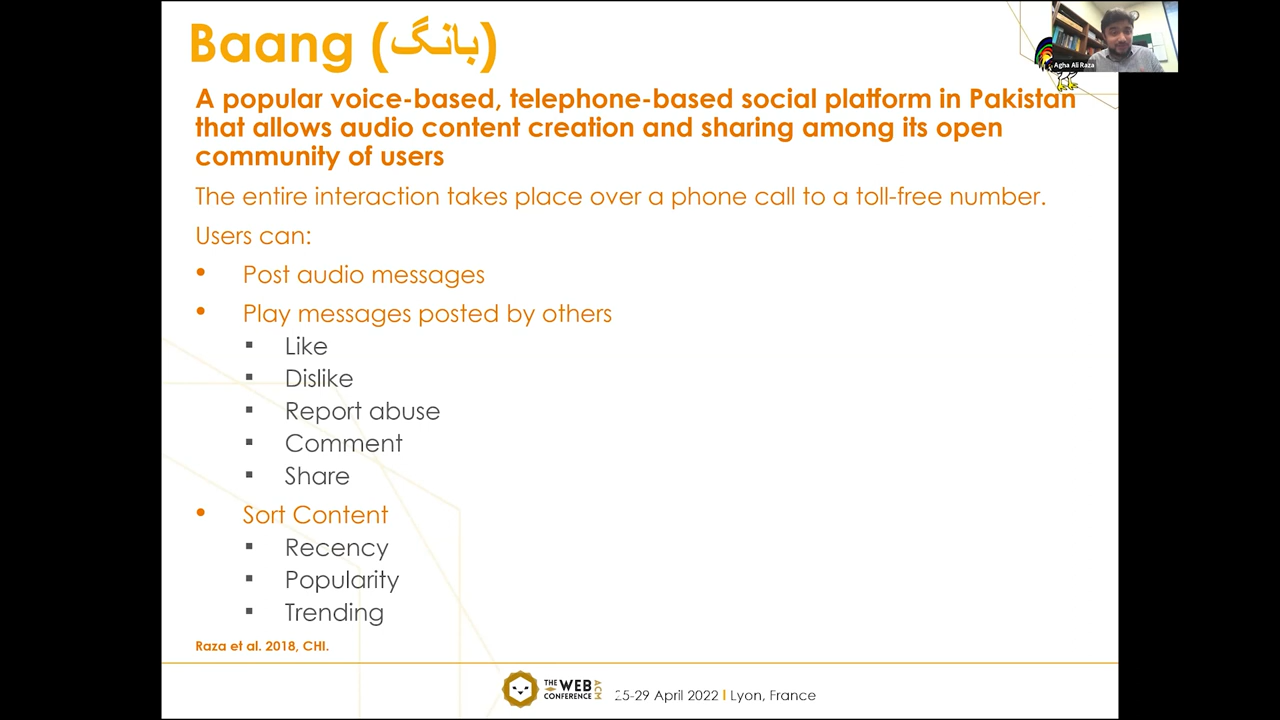 Baang (بانگ)
Agha Ali Raza
A popular voice-based, telephone-based social platform in Pakistan
that allows audio content creation and sharing among its open
community of users
The entire interaction takes place over a phone call to a toll-free number.
Users can:
• Post audio messages
• Play messages posted by others
▪ Like
▪ Dislike
▪ Report abuse
▪ Comment
▪ Share
• Sort Content
▪ Recency
▪ Popularity
▪ Trending
Raza et al. 2018, CHI.
THE WEB
CONFERENCE
ACM
25-29 April 2022 I Lyon, France